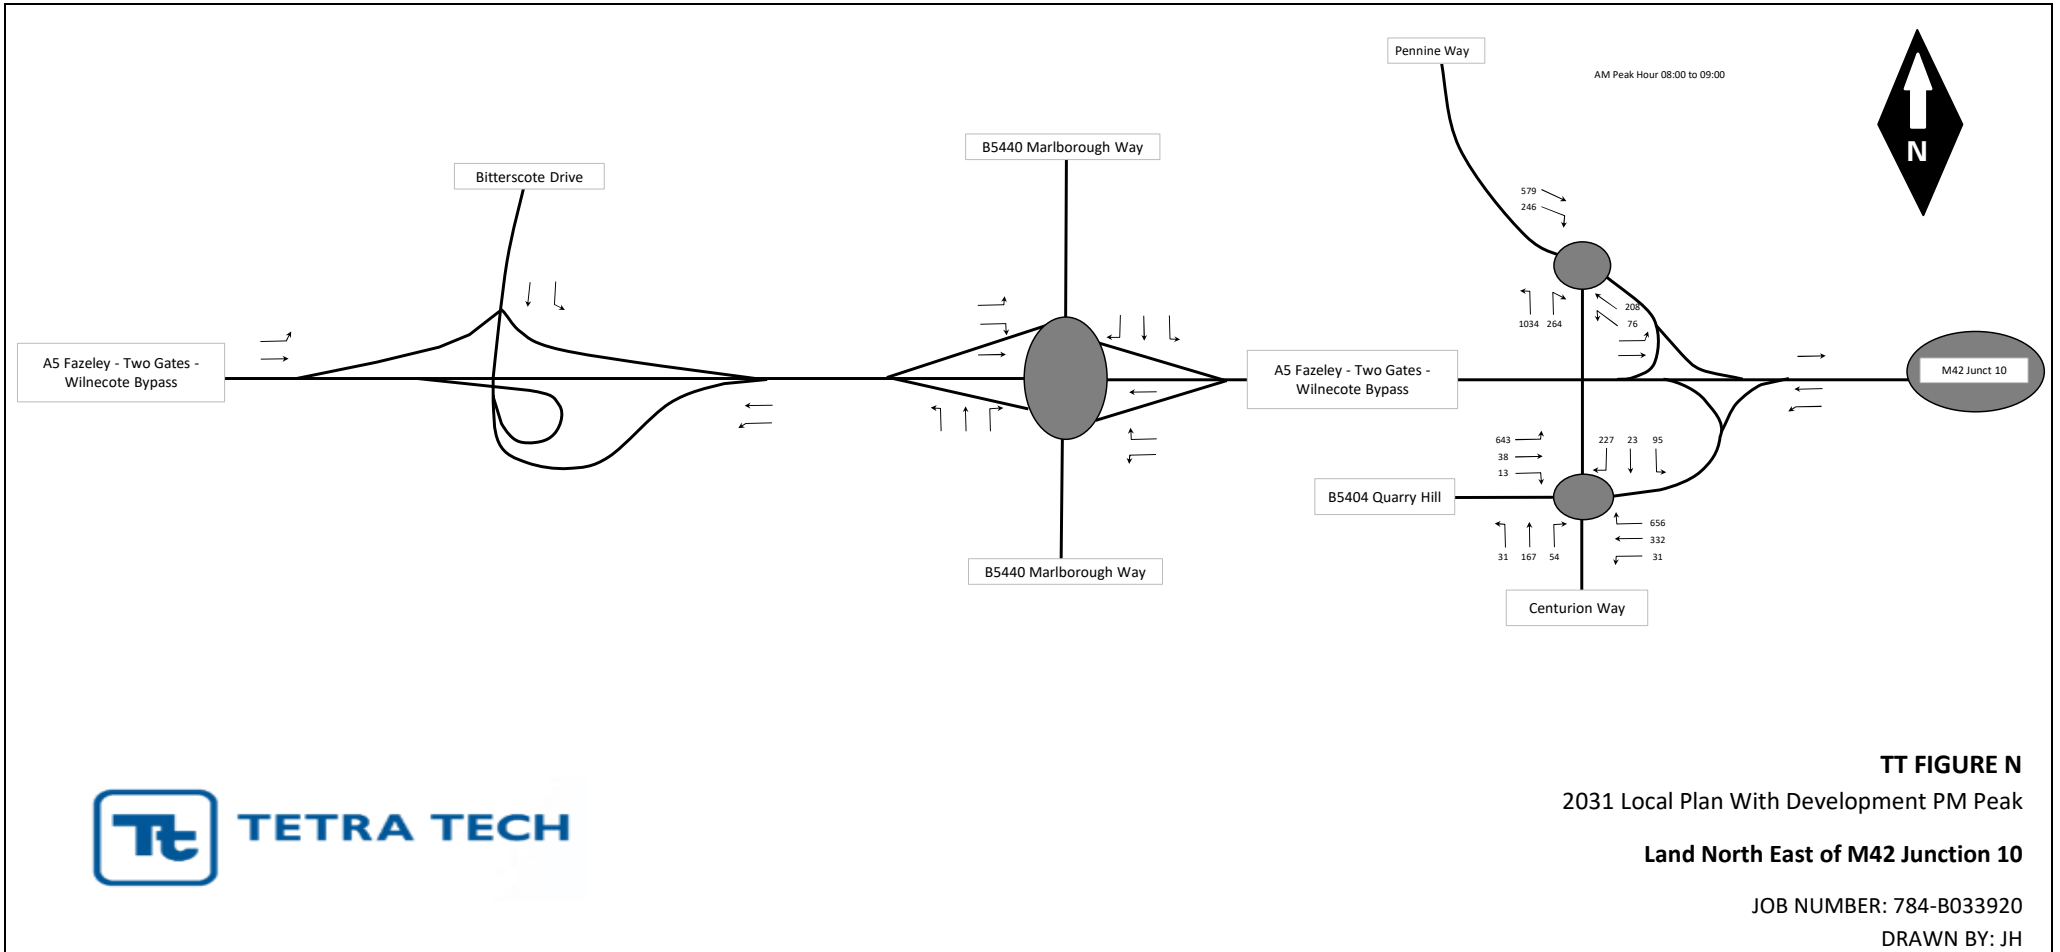 Pennine Way
AM Peak Hour 08:00 to 09:00
N
B5440 Marlborough Way
Bitterscote Drive
579
246
208
76
1034 264
A5 Fazeley - Two Gates -
Wilnecote Bypass
A5 Fazeley - Two Gates -
Wilnecote Bypass
M42 Junct 10
643
38
13
227 23 95
B5404 Quarry Hill
656
332
31
31 167 54
B5440 Marlborough Way
Centurion Way
TT FIGURE N
2031 Local Plan With Development PM Peak
Land North East of M42 Junction 10
JOB NUMBER: 784-B033920
DRAWN BY: JH
Tt TETRA TECH